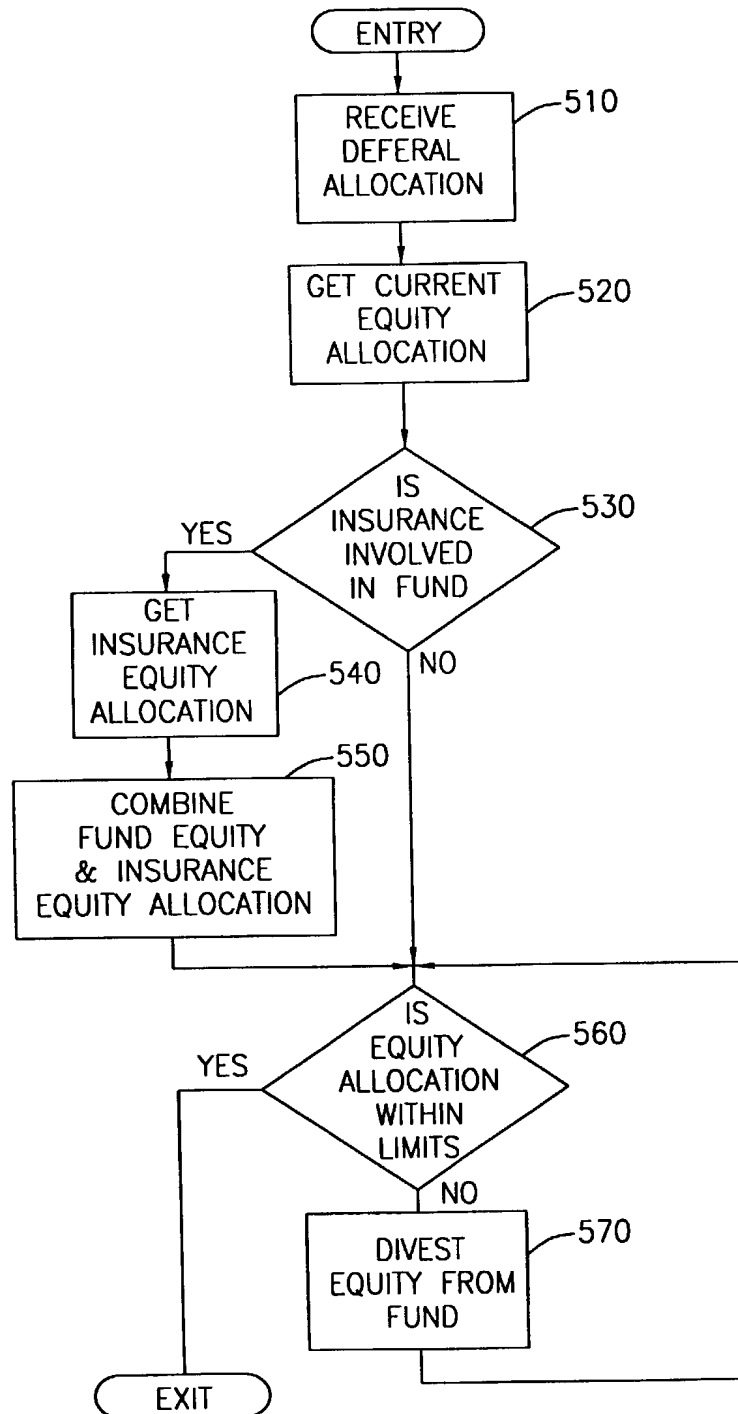 ENTRY
RECEIVE
DEFERAL
ALLOCATION
510
GET CURRENT
EQUITY
ALLOCATION
520
IS
INSURANCE
INVOLVED
IN FUND
530
YES
NO
GET
INSURANCE
EQUITY
ALLOCATION
540
550
COMBINE
FUND EQUITY
& INSURANCE
EQUITY ALLOCATION
IS
EQUITY
ALLOCATION
WITHIN
LIMITS
560
YES
NO
DIVEST
EQUITY FROM
FUND
570
EXIT